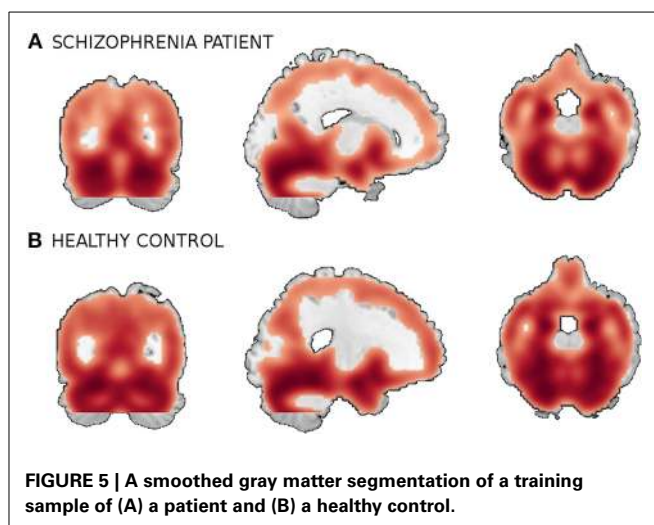 A SCHIZOPHRENIA PATIENT
B HEALTHY CONTROL
FIGURE 5 | A smoothed gray matter segmentation of a training
sample of (A) a patient and (B) a healthy control.